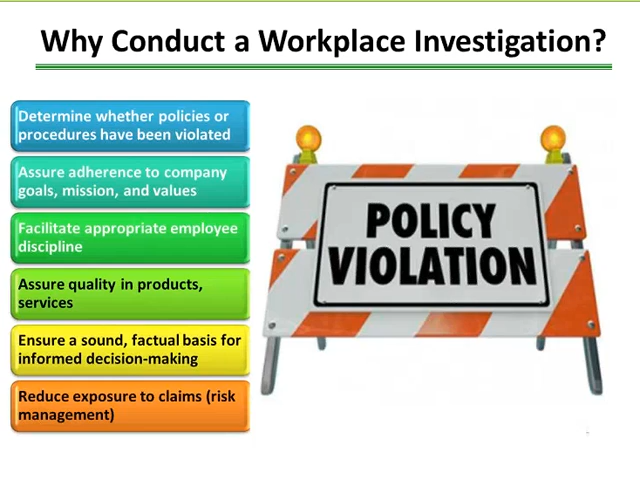 Why Conduct a Workplace Investigation?
Determine whether policies or
procedures have been violated
Assure adherence to company
goals, mission, and values
Facilitate appropriate employee
discipline
Assure quality in products,
services
Ensure a sound, factual basis for
informed decision-making
Reduce exposure to claims (risk
management)
POLICY
VIOLATION